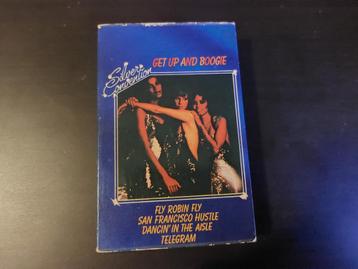 Silver
Convention
GET UP AND BOOGIE
FLY ROBIN FLY
SAN FRANCISCO HUSTLE
DANCIN' IN THE AISLE
TELEGRAM